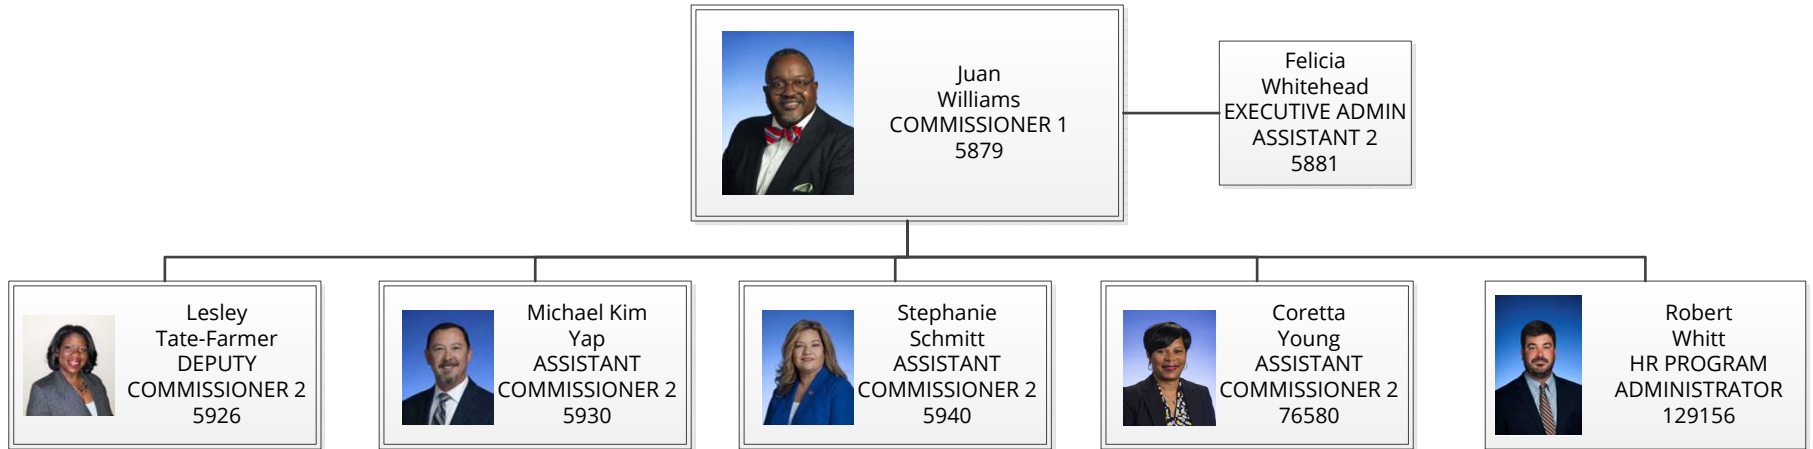 Juan
Williams
COMMISSIONER 1
5879
Felicia
Whitehead
EXECUTIVE ADMIN
ASSISTANT 2
5881
Lesley
Tate-Farmer
DEPUTY
COMMISSIONER 2
5926
Michael Kim
Yap
ASSISTANT
COMMISSIONER 2
5930
Stephanie
Schmitt
ASSISTANT
COMMISSIONER 2
5940
Coretta
Young
ASSISTANT
COMMISSIONER 2
76580
Robert
Whitt
HR PROGRAM
ADMINISTRATOR
129156